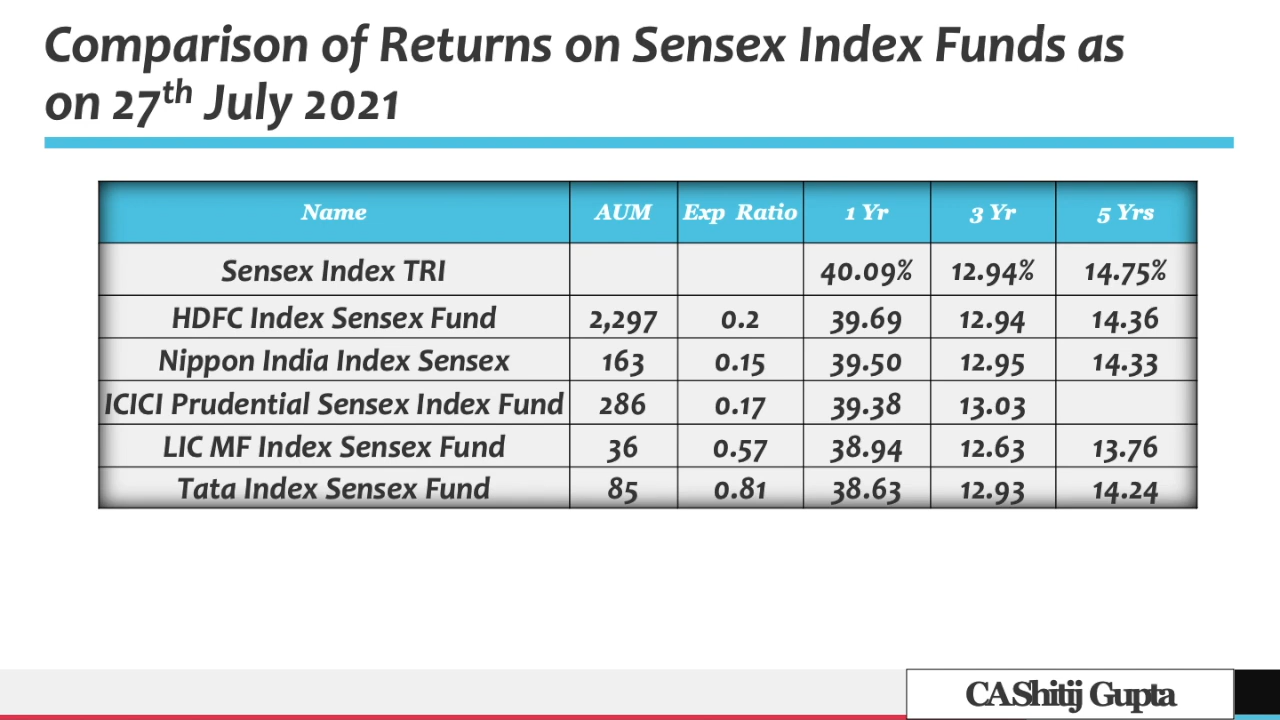 Comparison of Returns on Sensex Index Funds as
on 27th July 2021
Name AUM Exp Ratio 1 Yr 3 Yr 5 Yrs
Sensex Index TRI 40.09% 12.94% 14.75%
HDFC Index Sensex Fund 2,297 0.2 39.69 12.94 14.36
Nippon India Index Sensex 163 0.15 39.50 12.95 14.33
ICICI Prudential Sensex Index Fund 286 0.17 39.38 13.03
LIC MF Index Sensex Fund 36 0.57 38.94 12.63 13.76
Tata Index Sensex Fund 85 0.81 38.63 12.93 14.24
CA Shitij Gupta